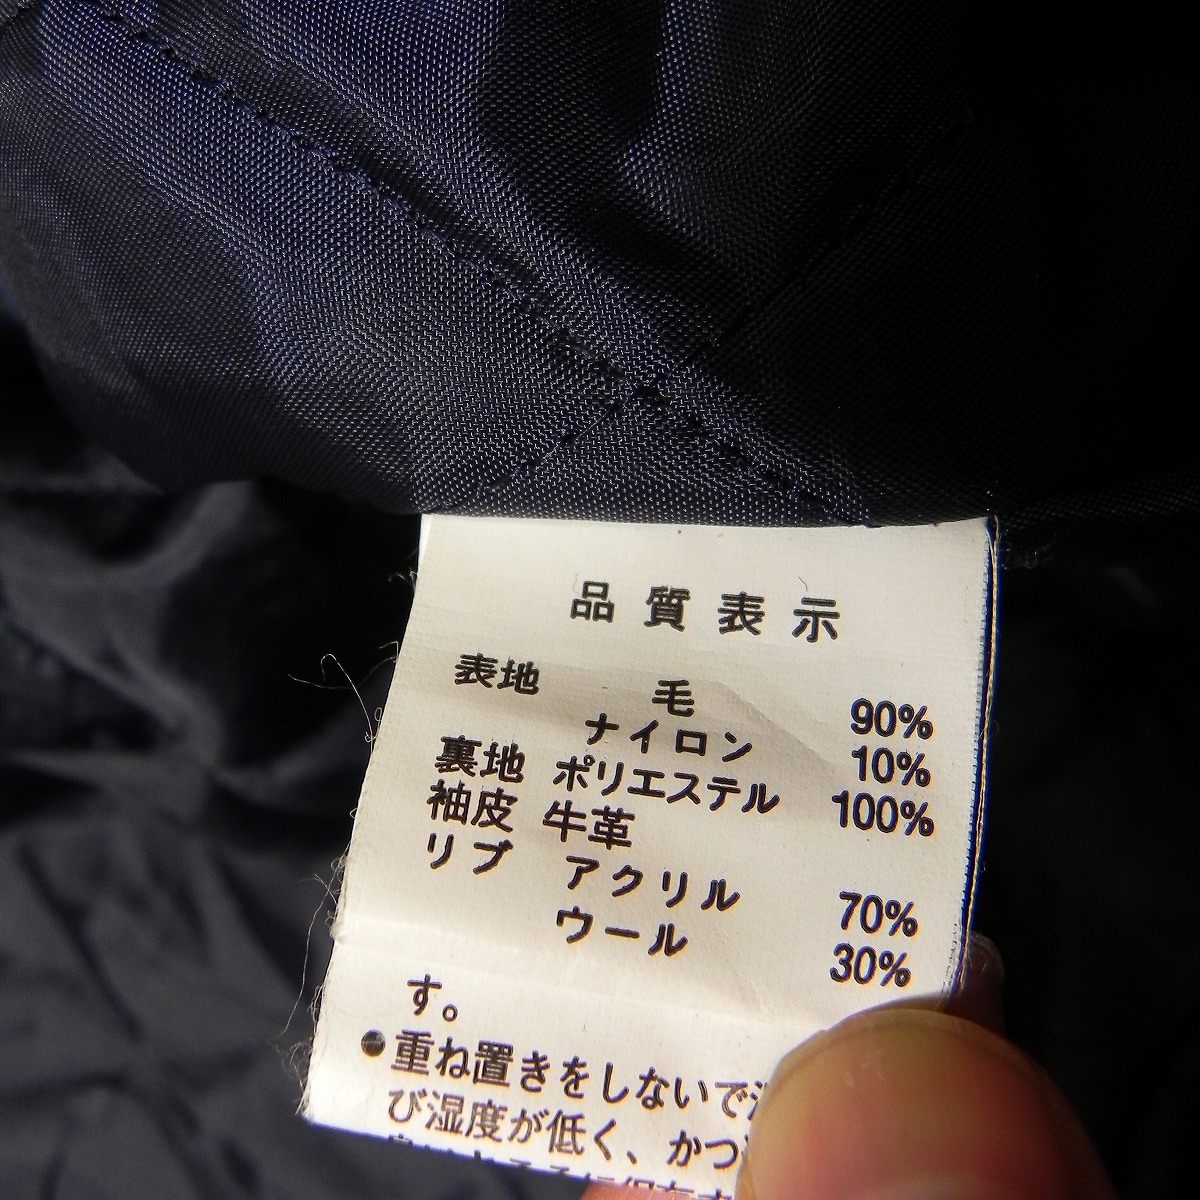 品質表示
表地 毛 90%
ナイロン 10%
裏地 ポリエステル 100%
袖皮 牛革
リブ アクリル 70%
ウール 30%
す。
●重ね置きをしないで
び湿度が低く、かつ